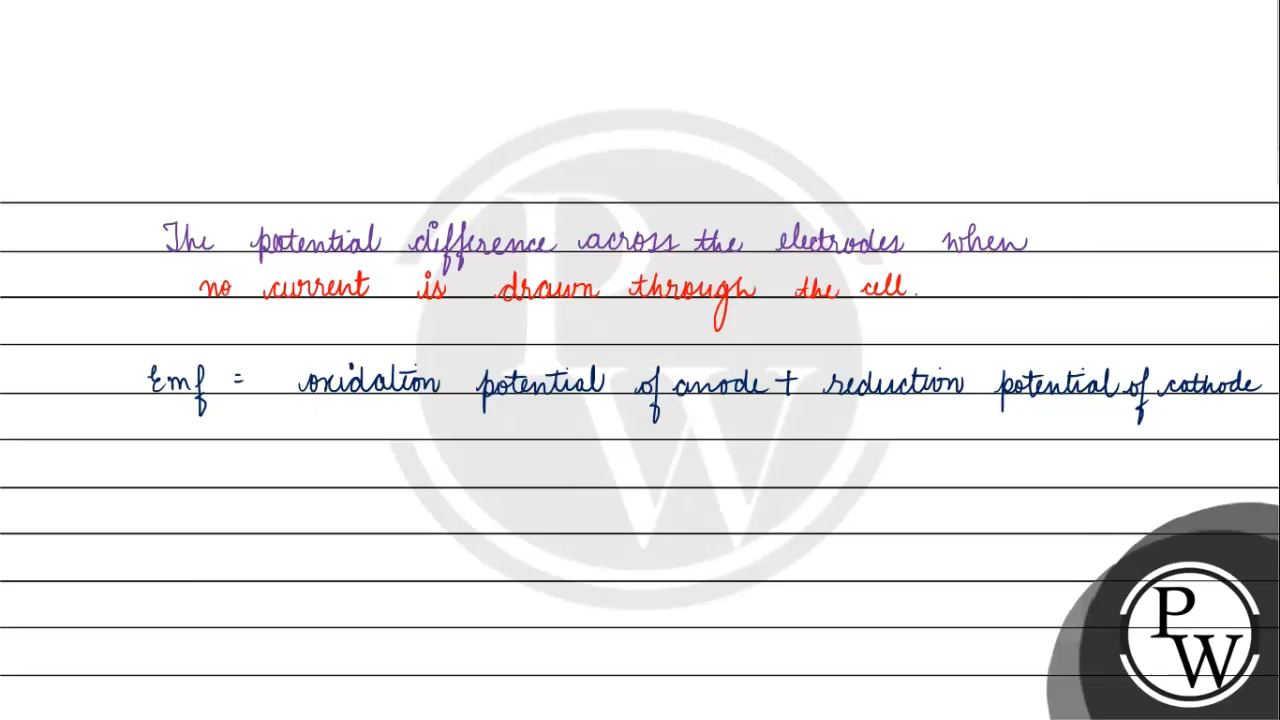 The potential difference across the electrodes when
no current is drawn through the cell.
Emf = oxidation potential of anode + reduction potential of cathode
P
W
P
W